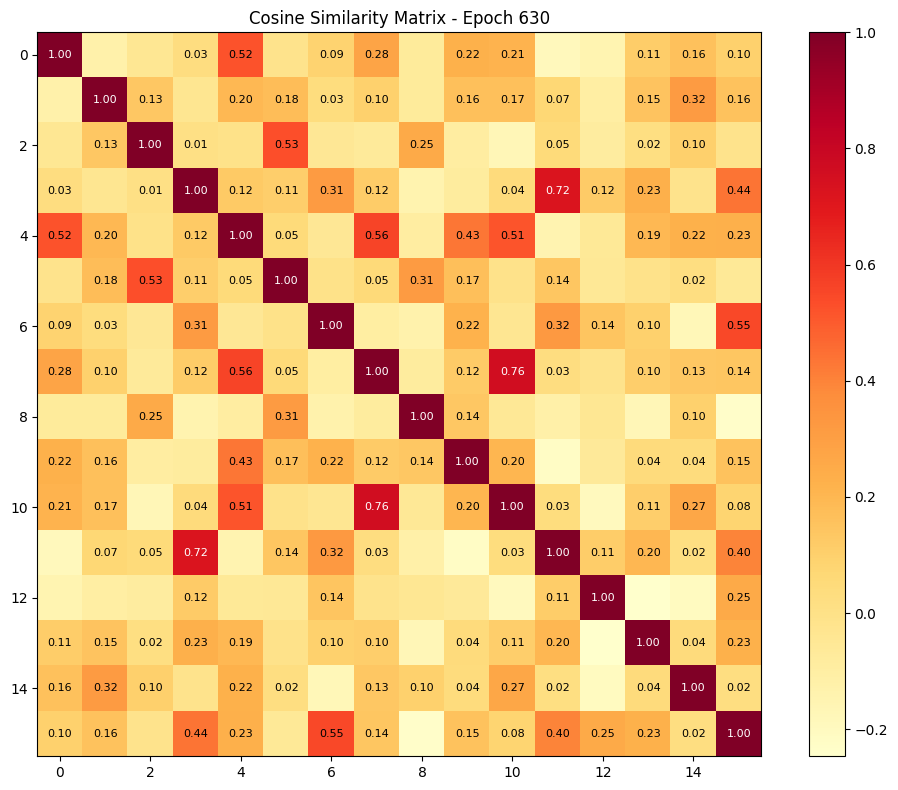 Cosine Similarity Matrix - Epoch 630
0 1.00 0.03 0.52 0.09 0.28 0.22 0.21 0.11 0.16 0.10
1.00 0.13 0.20 0.18 0.03 0.10 0.16 0.17 0.07 0.15 0.32 0.16
2 0.13 1.00 0.01 0.53 0.25 0.05 0.02 0.10
0.03 0.01 1.00 0.12 0.11 0.31 0.12 0.04 0.72 0.12 0.23 0.44
4 0.52 0.20 0.12 1.00 0.05 0.56 0.43 0.51 0.19 0.22 0.23
0.18 0.53 0.11 0.05 1.00 0.05 0.31 0.17 0.14 0.02
6 0.09 0.03 0.31 1.00 0.22 0.32 0.14 0.10 0.55
0.28 0.10 0.12 0.56 0.05 1.00 0.12 0.76 0.03 0.10 0.13 0.14
8 0.25 0.31 1.00 0.14 0.10
0.22 0.16 0.43 0.17 0.22 0.12 0.14 1.00 0.20 0.04 0.04 0.15
10 0.21 0.17 0.04 0.51 0.76 0.20 1.00 0.03 0.11 0.27 0.08
0.07 0.05 0.72 0.14 0.32 0.03 0.03 1.00 0.11 0.20 0.02 0.40
12 0.12 0.14 0.11 1.00 0.25
0.11 0.15 0.02 0.23 0.19 0.10 0.10 0.04 0.11 0.20 1.00 0.04 0.23
14 0.16 0.32 0.10 0.22 0.02 0.13 0.10 0.04 0.27 0.02 0.04 1.00 0.02
0.10 0.16 0.44 0.23 0.55 0.14 0.15 0.08 0.40 0.25 0.23 0.02 1.00
0 2 4 6 8 10 12 14
1.0
0.8
0.6
0.4
0.2
0.0
−0.2